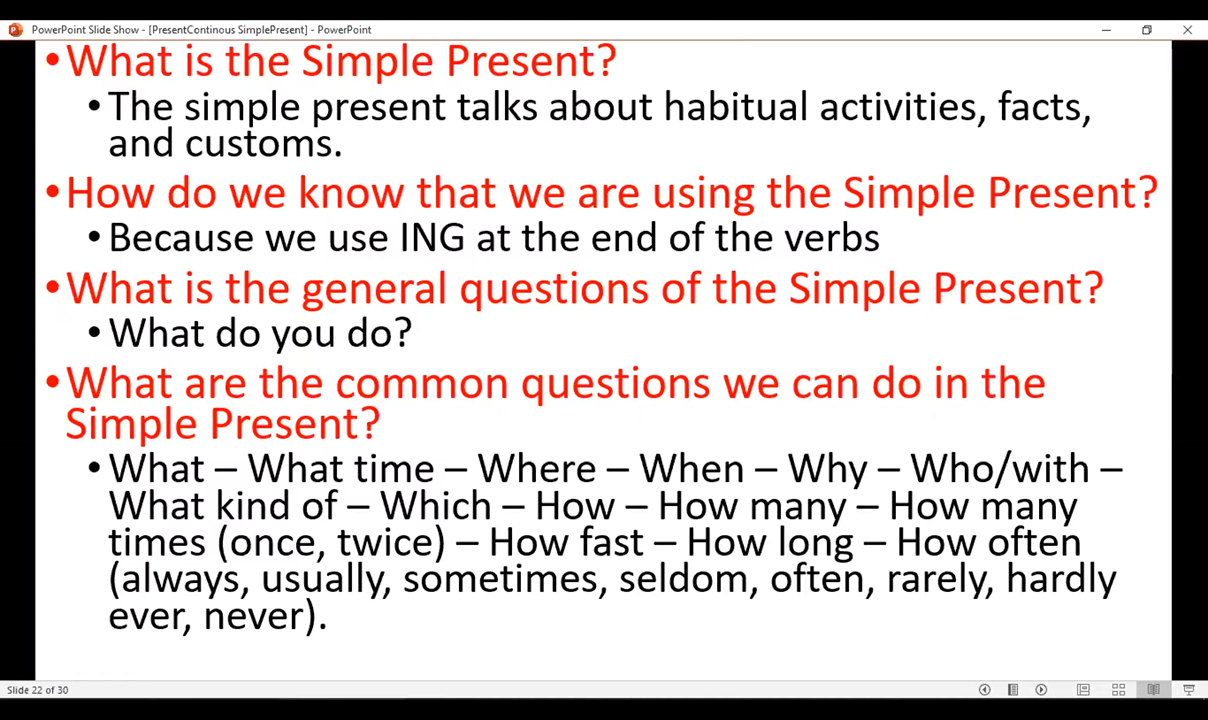 PowerPoint Slide Show - [PresentContinous SimplePresent] - PowerPoint
•What is the Simple Present?
•The simple present talks about habitual activities, facts,
and customs.
•How do we know that we are using the Simple Present?
•Because we use ING at the end of the verbs
•What is the general questions of the Simple Present?
•What do you do?
•What are the common questions we can do in the
Simple Present?
•What – What time – Where – When – Why – Who/with –
What kind of – Which – How – How many – How many
times (once, twice) – How fast – How long – How often
(always, usually, sometimes, seldom, often, rarely, hardly
ever, never).
Slide 22 of 30